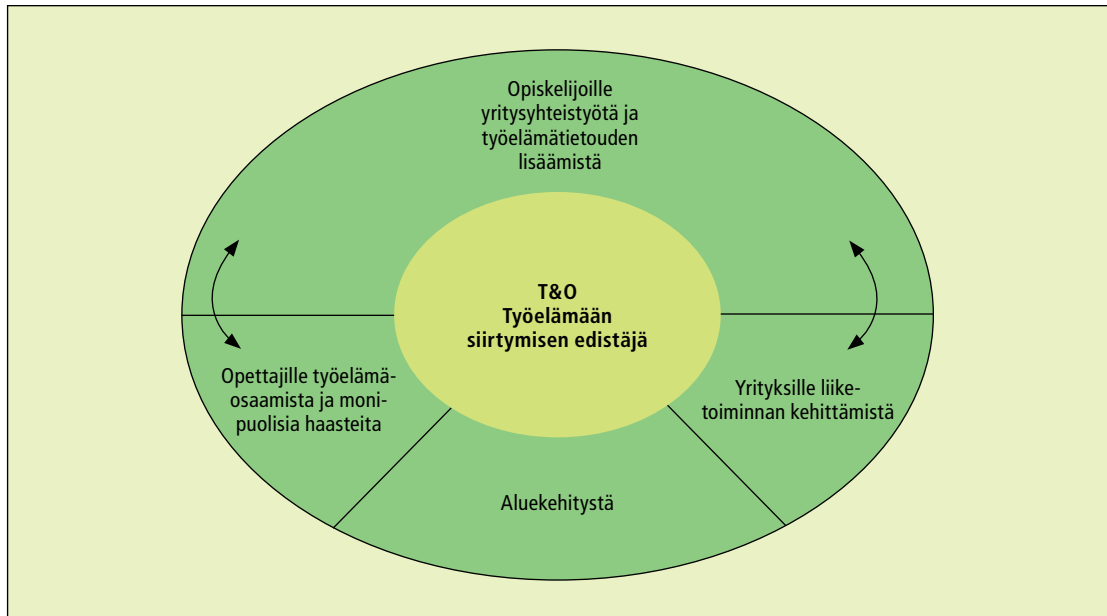 Opiskelijoille
yritysyhteistyötä ja
työelämätietouden
lisäämistä
T&O
Työelämään
siirtymisen edistäjä
Opettajille työelämä-
osaamista ja moni-
puolisia haasteita
Yrityksille liike-
toiminnan kehittämistä
Aluekehitystä